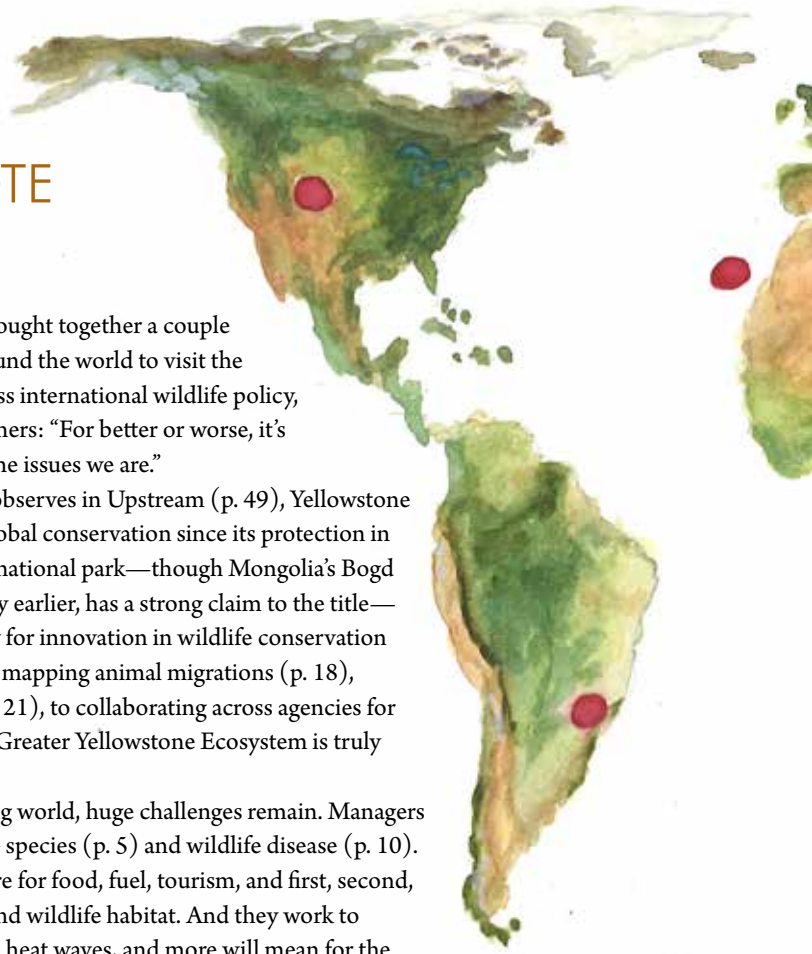 TE
ought together a couple
und the world to visit the
ss international wildlife policy,
ners: “For better or worse, it’s
ne issues we are.”
observes in Upstream (p. 49), Yellowstone
obal conservation since its protection in
national park—though Mongolia’s Bogd
y earlier, has a strong claim to the title—
for innovation in wildlife conservation
mapping animal migrations (p. 18),
21), to collaborating across agencies for
Greater Yellowstone Ecosystem is truly
g world, huge challenges remain. Managers
species (p. 5) and wildlife disease (p. 10).
re for food, fuel, tourism, and first, second,
nd wildlife habitat. And they work to
heat waves, and more will mean for the